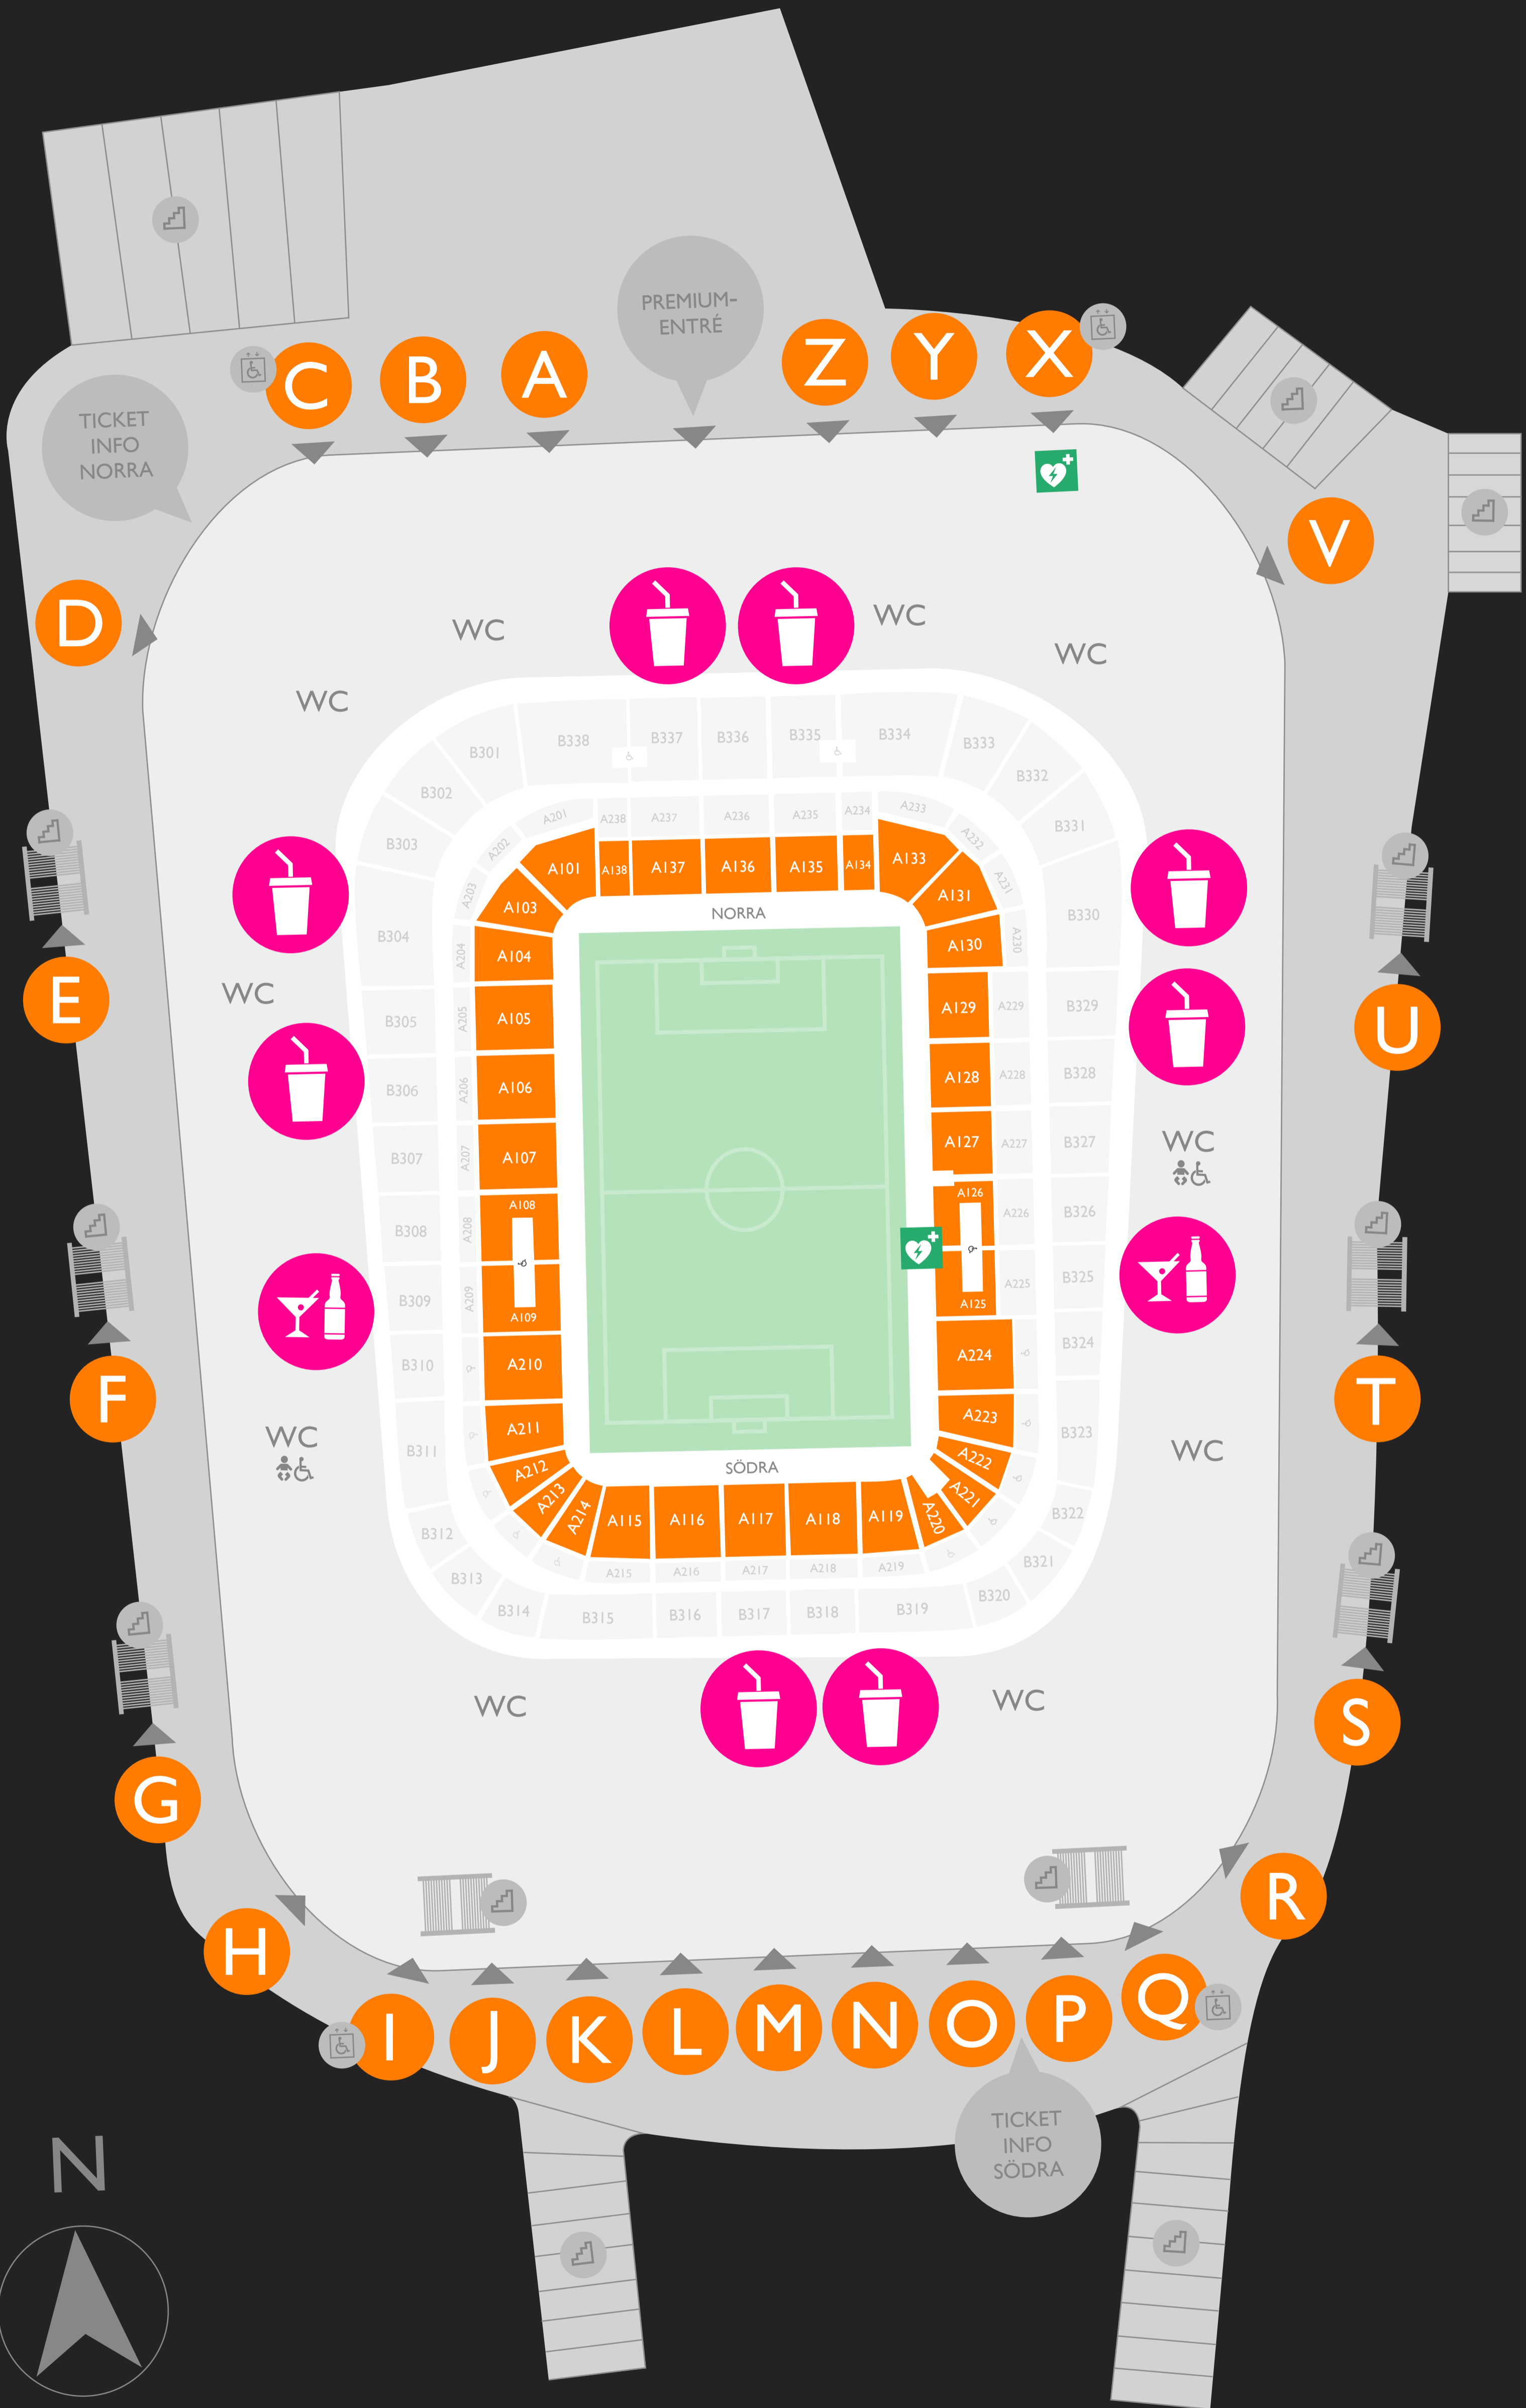 PREMIUM-
ENTRÉ
C
B
A
Z
Y
X
TICKET
INFO
NORRA
V
D
WC
WC
WC
WC
B301
B338
B337
B336
B335
B334
B333
B332
B302
B303
B331
A201
A238
A237
A236
A235
A234
A233
A202
A232
A203
A231
A101
A138
A137
A136
A135
A134
A133
A103
A131
NORRA
B304
A204
A104
A130
A230
B330
WC
E
B305
A205
A105
A129
A229
B329
U
B306
A206
A106
A128
A228
B328
B307
A207
A107
A127
A227
B327
WC
B308
A208
A108
A126
A226
B326
B309
A209
A109
A125
A225
B325
B310
A210
A224
B324
F
T
WC
B311
A211
A223
B323
WC
SÖDRA
A212
A222
A213
A221
A214
A115
A116
A117
A118
A119
A220
B312
B322
A215
A216
A217
A218
A219
B313
B321
B314
B315
B316
B317
B318
B319
B320
WC
WC
S
G
R
H
I
J
K
L
M
N
O
P
Q
TICKET
INFO
SÖDRA
N